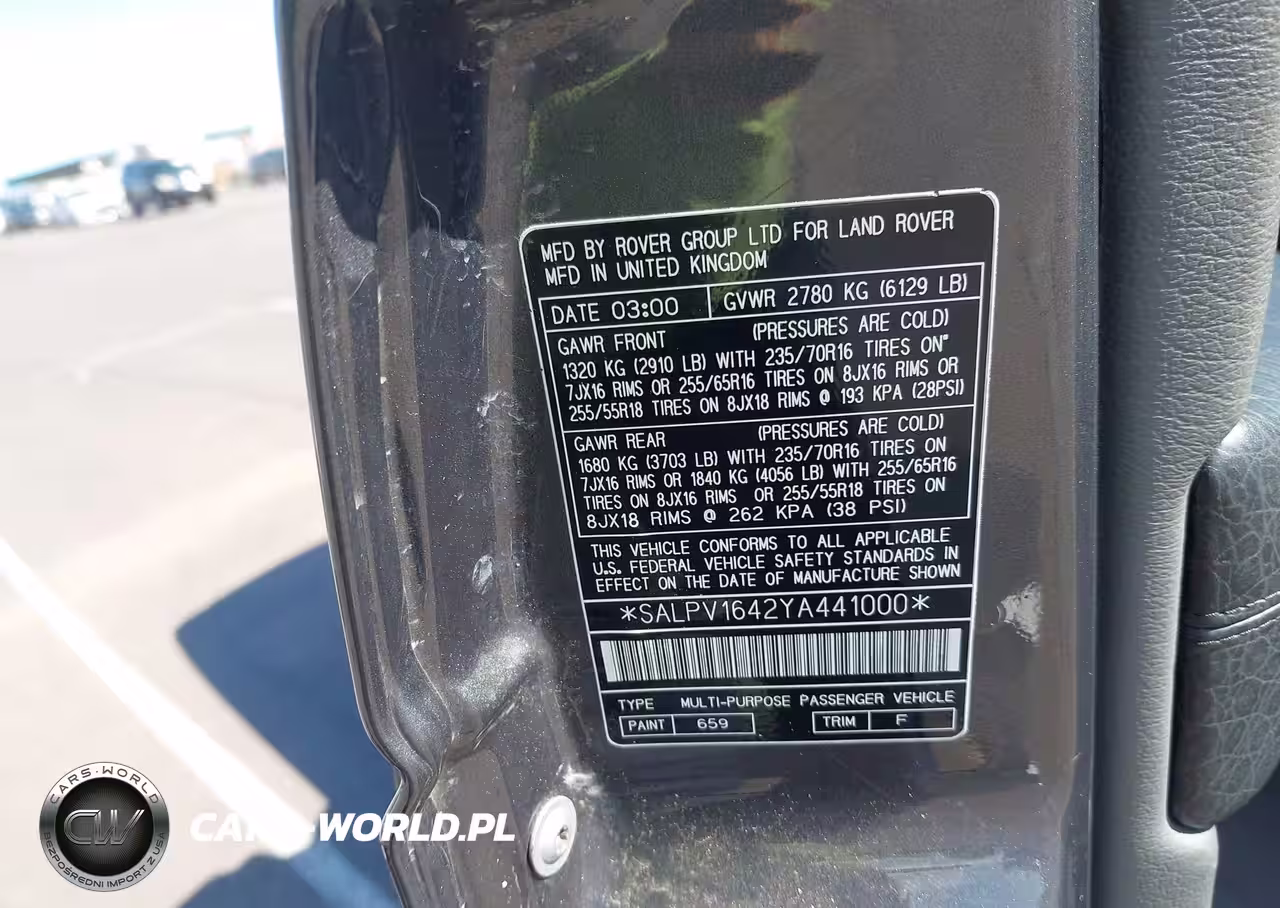 MFD BY ROVER GROUP LTD FOR LAND ROVER
MFD IN UNITED KINGDOM
DATE 03:00 GVWR 2780 KG (6129 LB)
GAWR FRONT (PRESSURES ARE COLD)
1320 KG (2910 LB) WITH 235/70R16 TIRES ON"
7JX16 RIMS OR 255/65R16 TIRES ON 8JX16 RIMS OR
255/55R18 TIRES ON 8JX18 RIMS @ 193 KPA (28PSI)
GAWR REAR (PRESSURES ARE COLD)
1680 KG (3703 LB) WITH 235/70R16 TIRES ON
7JX16 RIMS OR 1840 KG (4056 LB) WITH 255/65R16
TIRES ON 8JX16 RIMS OR 255/55R18 TIRES ON
8JX18 RIMS @ 262 KPA (38 PSI)
THIS VEHICLE CONFORMS TO ALL APPLICABLE
U.S. FEDERAL VEHICLE SAFETY STANDARDS IN
EFFECT ON THE DATE OF MANUFACTURE SHOWN
*SALPV1642YA441000*
TYPE MULTI-PURPOSE PASSENGER VEHICLE
PAINT 659 TRIM F
CARS-WORLD
CW
BEZPOŚREDNI IMPORT Z USA
CARS-WORLD.PL